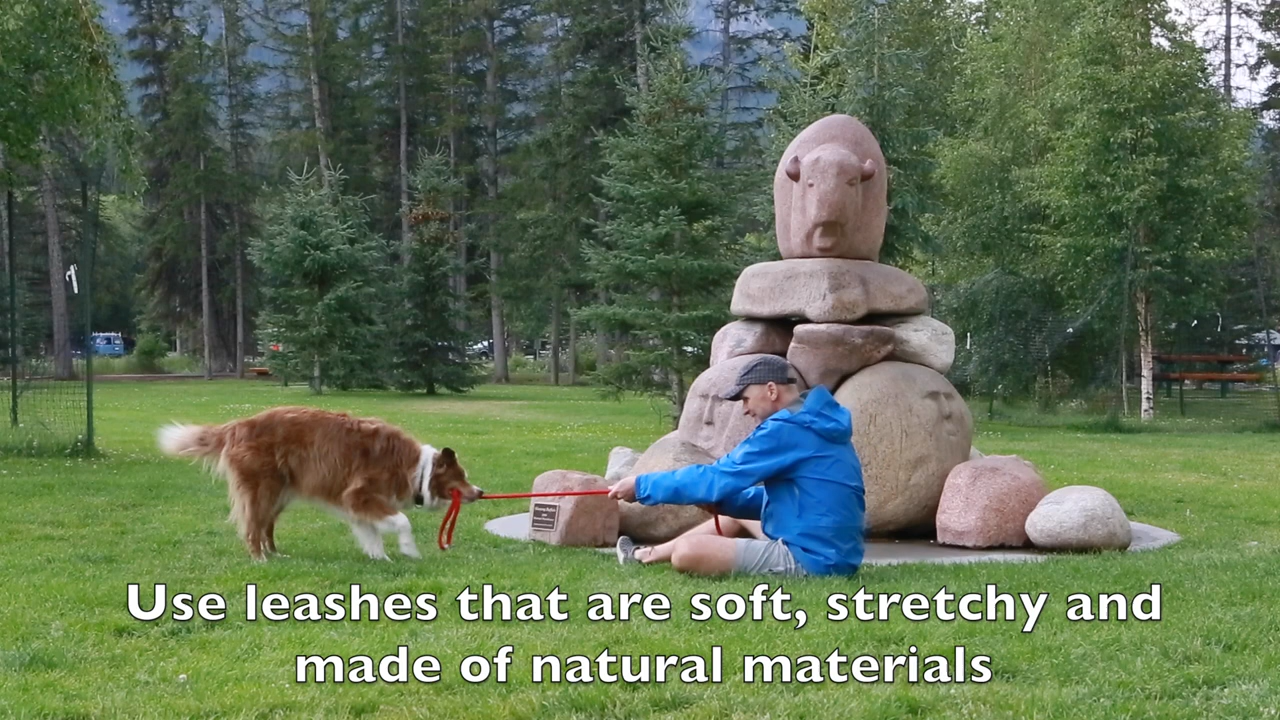 Use leashes that are soft, stretchy and
made of natural materials